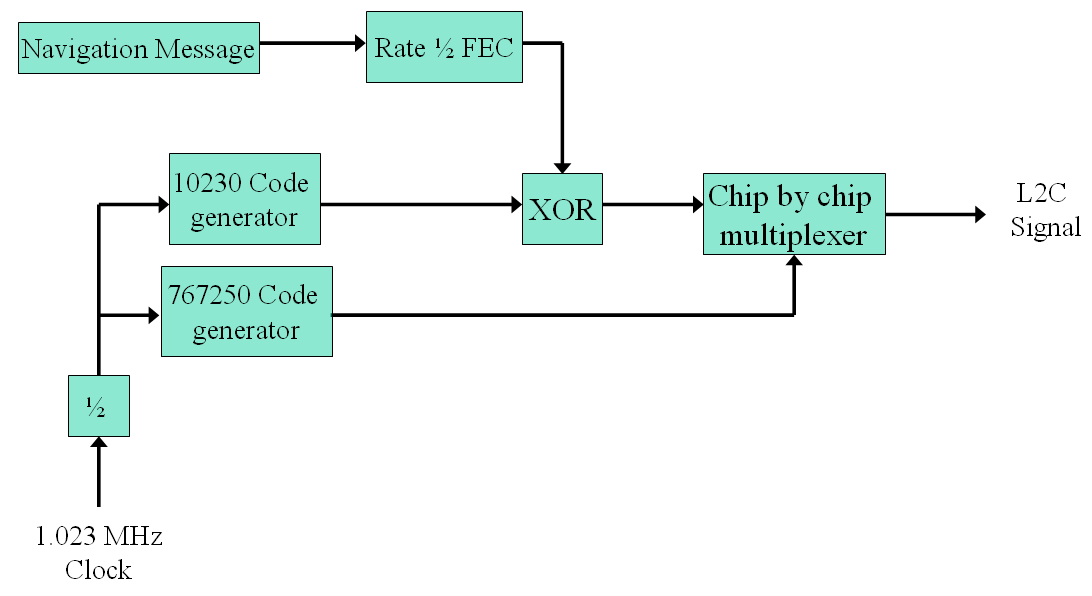 Navigation Message
Rate ½ FEC
10230 Code
generator
XOR
Chip by chip
multiplexer
L2C
Signal
767250 Code
generator
½
1.023 MHz
Clock